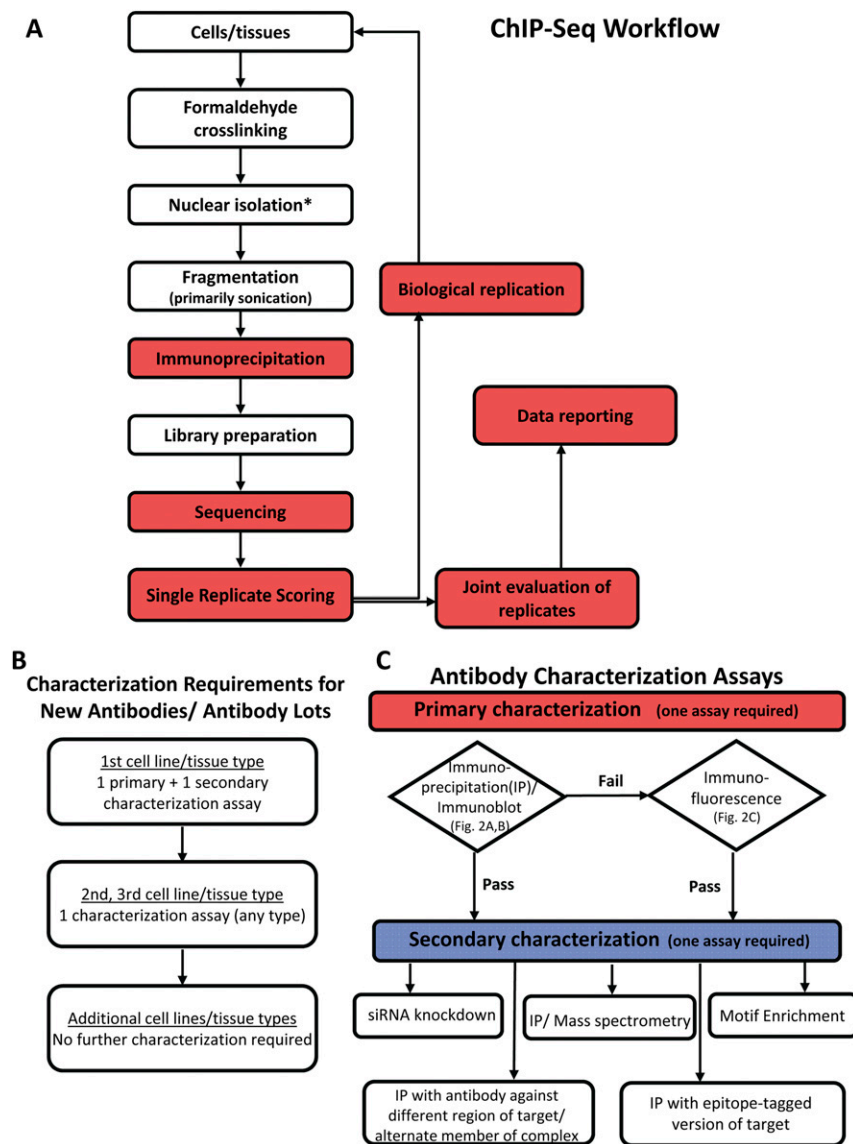 A
ChIP-Seq Workflow
Cells/tissues
Formaldehyde
crosslinking
Nuclear isolation*
Fragmentation
(primarily sonication)
Biological replication
Immunoprecipitation
Data reporting
Library preparation
Sequencing
Single Replicate Scoring
Joint evaluation of
replicates
B
Characterization Requirements for
New Antibodies/ Antibody Lots
1st cell line/tissue type
1 primary + 1 secondary
characterization assay
2nd, 3rd cell line/tissue type
1 characterization assay (any type)
Additional cell lines/tissue types
No further characterization required
C
Antibody Characterization Assays
Primary characterization (one assay required)
Immuno-
precipitation(IP)/
Immunoblot
(Fig. 2A,B)
Fail
Immuno-
fluorescence
(Fig. 2C)
Pass
Pass
Secondary characterization (one assay required)
siRNA knockdown
IP/ Mass spectrometry
Motif Enrichment
IP with antibody against
different region of target/
alternate member of complex
IP with epitope-tagged
version of target